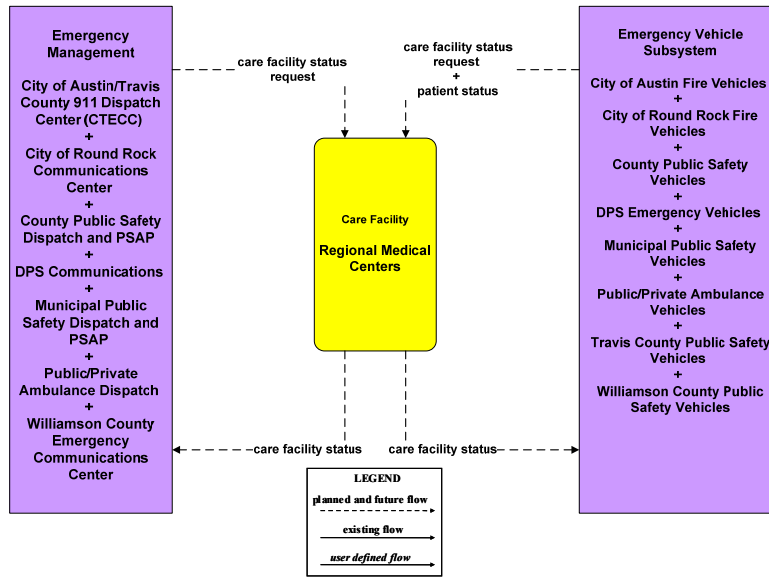 Emergency
Management
City of Austin/Travis
County 911 Dispatch
Center (CTECC)
+
City of Round Rock
Communications
Center
+
County Public Safety
Dispatch and PSAP
+
DPS Communications
+
Municipal Public
Safety Dispatch and
PSAP
+
Public/Private
Ambulance Dispatch
+
Williamson County
Emergency
Communications
Center
care facility status
request
care facility status
request
+
patient status
Care Facility
Regional Medical
Centers
care facility status
care facility status
Emergency Vehicle
Subsystem
City of Austin Fire Vehicles
+
City of Round Rock Fire
Vehicles
+
County Public Safety
Vehicles
+
DPS Emergency Vehicles
+
Municipal Public Safety
Vehicles
+
Public/Private Ambulance
Vehicles
+
Travis County Public Safety
Vehicles
+
Williamson County Public
Safety Vehicles
LEGEND
planned and future flow
existing flow
user defined flow